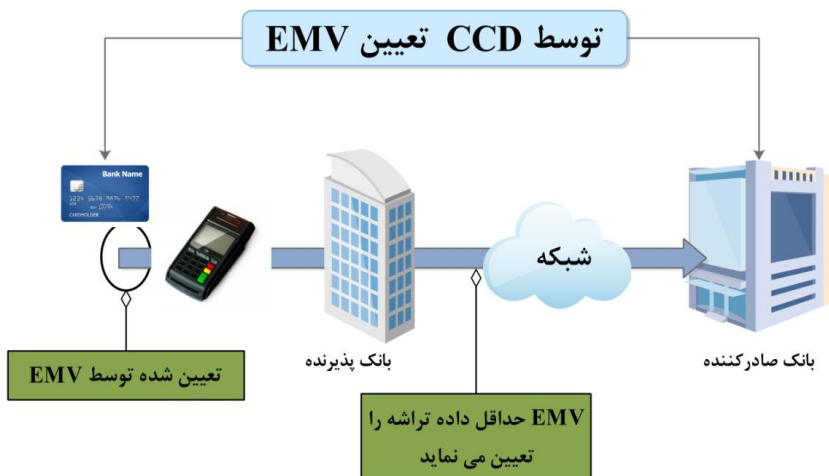 توسط CCD تعیین EMV
Bank Name
CARDHOLDER
شبکه
بانک پذیرنده
بانک صادرکننده
تعیین شده توسط EMV
EMV حداقل داده تراشه را
تعیین می نماید